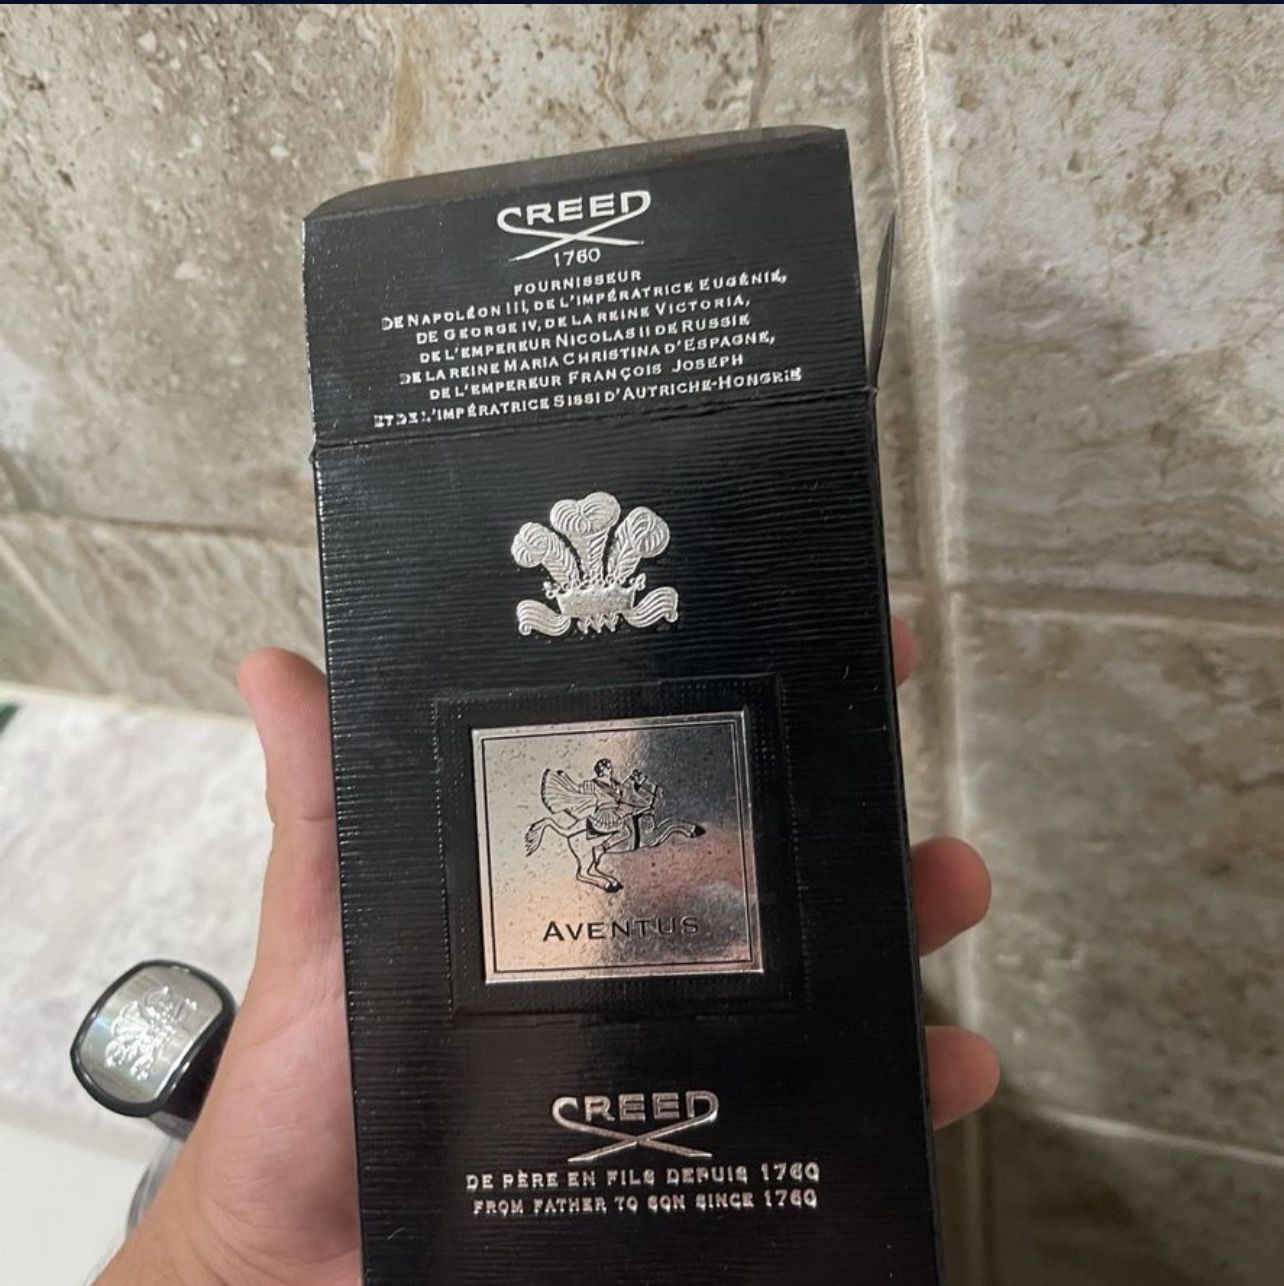 CREED
1760
FOURNISSEUR
DE NAPOLÉON III, DE L'IMPÉRATRICE EUGÉNIE,
DE GEORGE IV, DE LA REINE VICTORIA,
DE L'EMPEREUR NICOLAS II DE RUSSIE
DE LA REINE MARIA CHRISTINA D'ESPAGNE,
DE L'EMPEREUR FRANÇOIS JOSEPH
ET DE L'IMPÉRATRICE SISSI D'AUTRICHE-HONGRIE
AVENTUS
CREED
DE PÈRE EN FILS DEPUIS 1760
FROM FATHER TO SON SINCE 1760